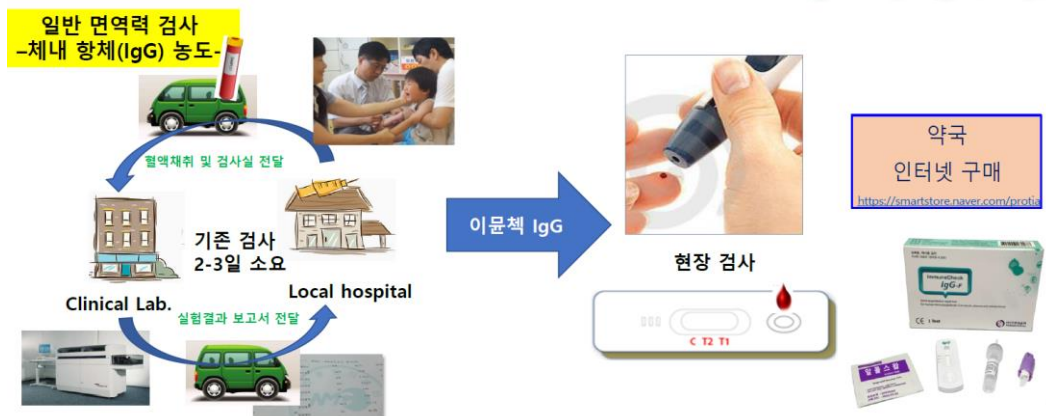 일반 면역력 검사
–체내 항체(IgG) 농도-
혈액채취 및 검사실 전달
기존 검사
2-3일 소요
Clinical Lab.
Local hospital
실험결과 보고서 전달
이뮨첵 IgG
현장 검사
C T2 T1
약국
인터넷 구매
https://smartstore.naver.com/protia
ImmuneCheck
IgG-F
CE
1 Test
알콜스왑